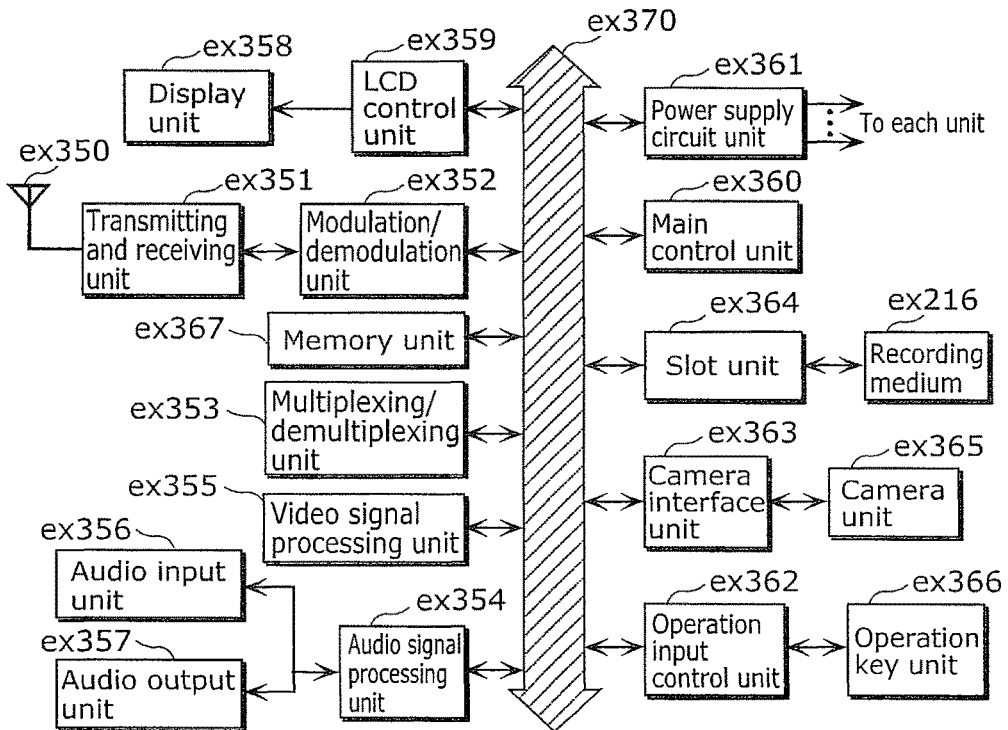 ex358
Display
unit
ex359
LCD
control
unit
ex370
ex361
Power supply
circuit unit
To each unit
ex350
ex351
Transmitting
and receiving
unit
ex352
Modulation/
demodulation
unit
ex360
Main
control unit
ex367
Memory unit
ex364
Slot unit
ex216
Recording
medium
ex353
Multiplexing/
demultiplexing
unit
ex363
Camera
interface
unit
ex365
Camera
unit
ex355
Video signal
processing unit
ex356
Audio input
unit
ex357
Audio output
unit
ex354
Audio signal
processing
unit
ex362
Operation
input
control unit
ex366
Operation
key unit